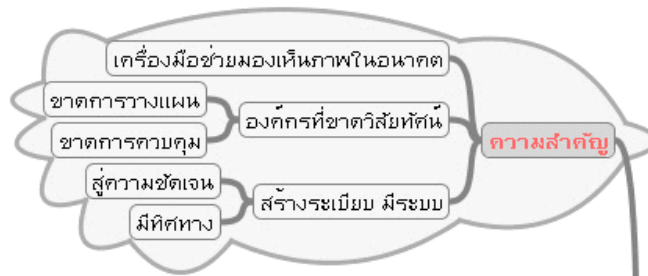 เครื่องมือช่วยมองเห็นภาพในอนาคต
ขาดการวางแผน
องค์กรที่ขาดวิสัยทัศน์
ขาดการควบคุม
ความสำคัญ
สู่ความชัดเจน
สร้างระเบียบ มีระบบ
มีทิศทาง